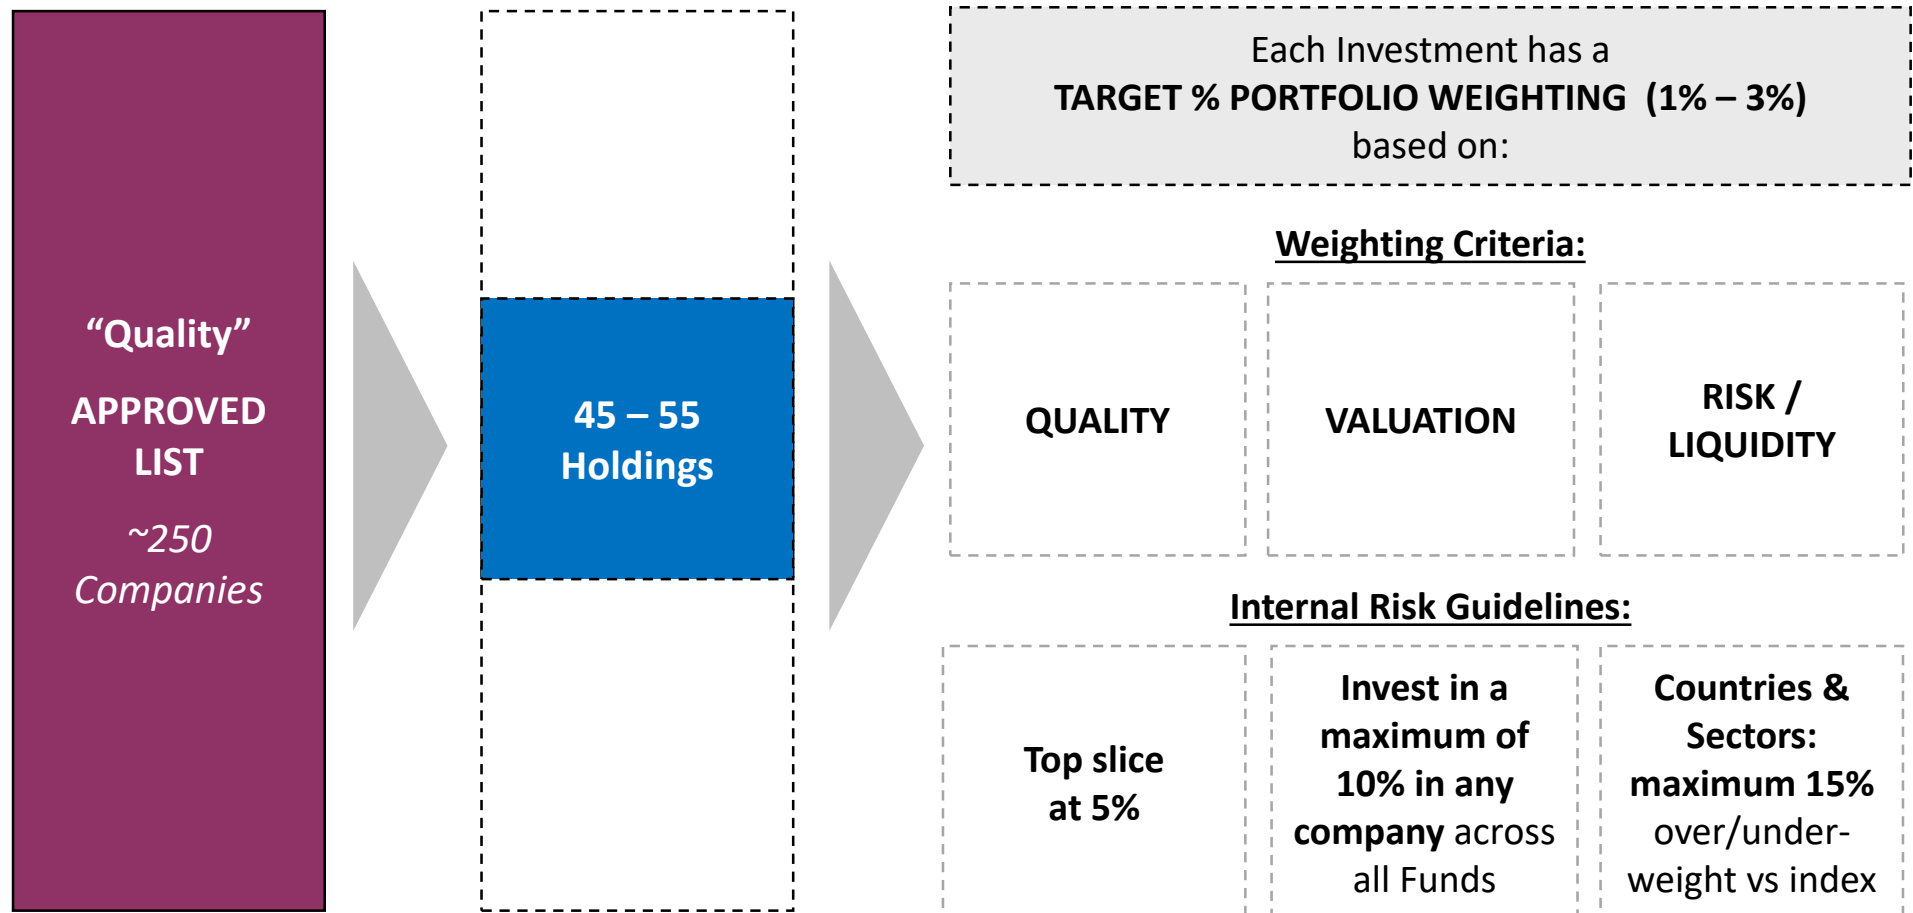 “Quality”
APPROVED
LIST
~250
Companies
45 – 55
Holdings
Each Investment has a
TARGET % PORTFOLIO WEIGHTING (1% – 3%)
based on:
Weighting Criteria:
QUALITY
VALUATION
RISK /
LIQUIDITY
Internal Risk Guidelines:
Top slice
at 5%
Invest in a
maximum of
10% in any
company across
all Funds
Countries &
Sectors:
maximum 15%
over/under-
weight vs index